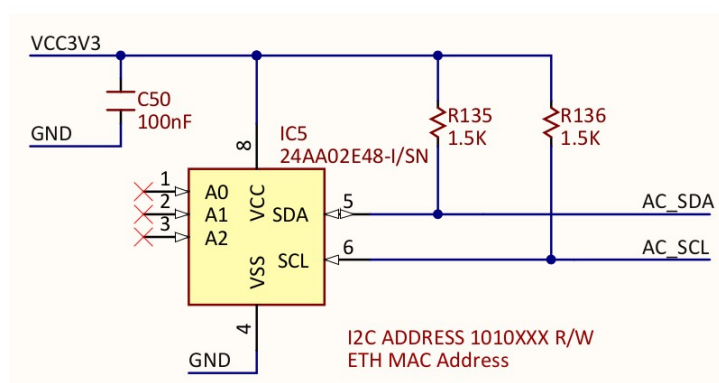 VCC3V3
C50
100nF
GND
IC5
24AA02E48-I/SN
R135
1.5K
R136
1.5K
8
1
2
3
A0
A1
A2
VCC
SDA
SCL
VSS
5
6
AC_SDA
AC_SCL
4
GND
I2C ADDRESS 1010XXX R/W
ETH MAC Address